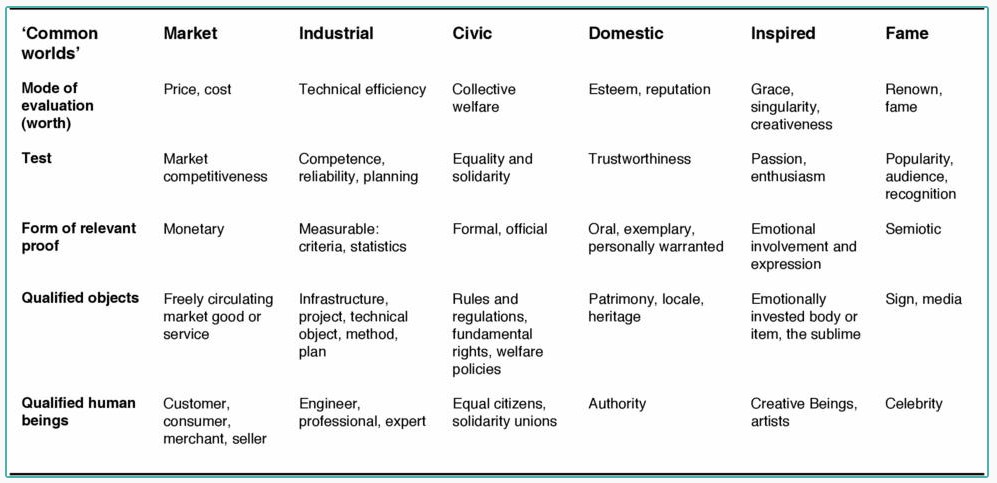 ‘Common worlds’ Market Industrial Civic Domestic Inspired Fame
Mode of evaluation (worth) Price, cost Technical efficiency Collective welfare Esteem, reputation Grace, singularity, creativeness Renown, fame
Test Market competitiveness Competence, reliability, planning Equality and solidarity Trustworthiness Passion, enthusiasm Popularity, audience, recognition
Form of relevant proof Monetary Measurable: criteria, statistics Formal, official Oral, exemplary, personally warranted Emotional involvement and expression Semiotic
Qualified objects Freely circulating market good or service Infrastructure, project, technical object, method, plan Rules and regulations, fundamental rights, welfare policies Patrimony, locale, heritage Emotionally invested body or item, the sublime Sign, media
Qualified human beings Customer, consumer, merchant, seller Engineer, professional, expert Equal citizens, solidarity unions Authority Creative Beings, artists Celebrity